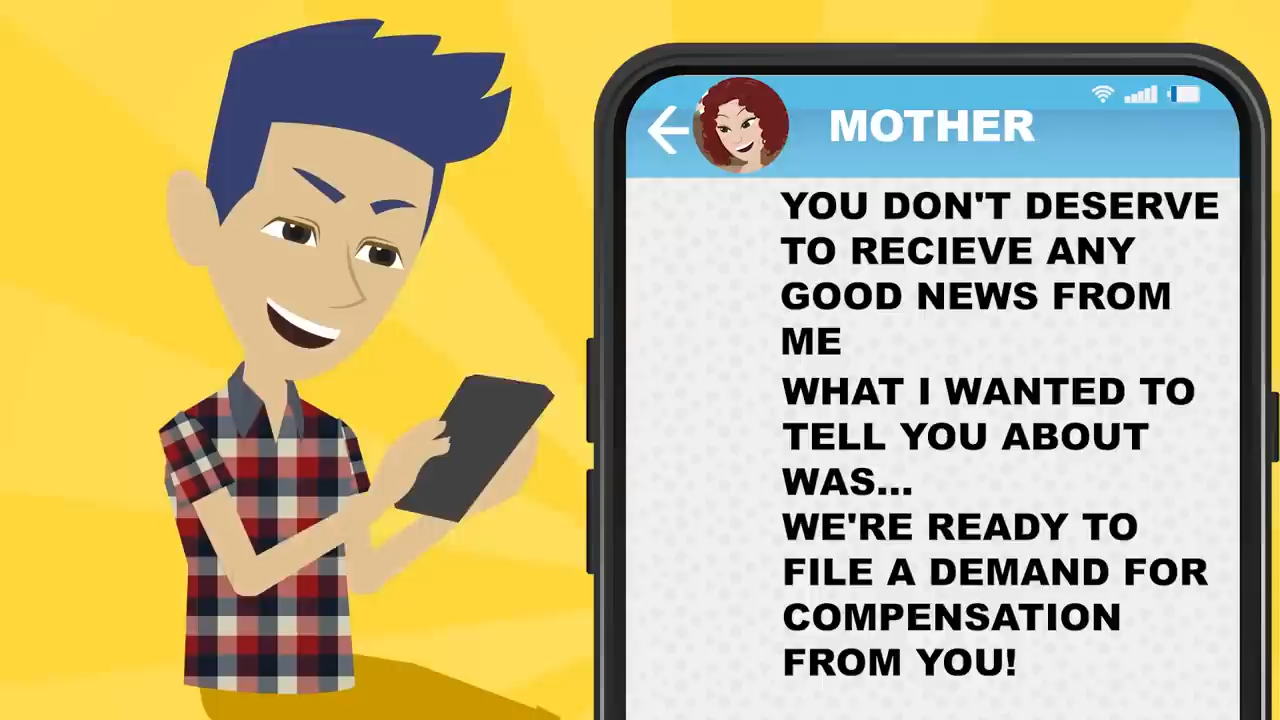 MOTHER
YOU DON'T DESERVE
TO RECIEVE ANY
GOOD NEWS FROM
ME
WHAT I WANTED TO
TELL YOU ABOUT
WAS...
WE'RE READY TO
FILE A DEMAND FOR
COMPENSATION
FROM YOU!